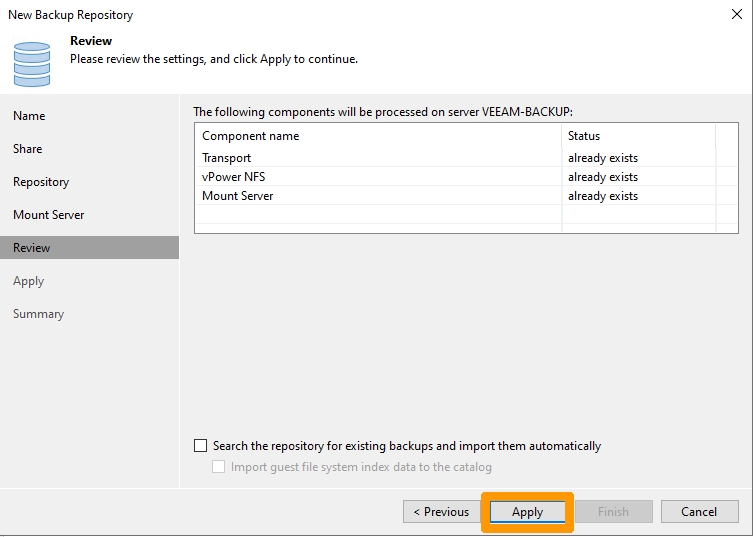 New Backup Repository
Review
Please review the settings, and click Apply to continue.
Name
Share
Repository
Mount Server
Review
Apply
Summary
The following components will be processed on server VEEAM-BACKUP:
Component name Status
Transport already exists
vPower NFS already exists
Mount Server already exists
Search the repository for existing backups and import them automatically
Import guest file system index data to the catalog
< Previous Apply Finish Cancel